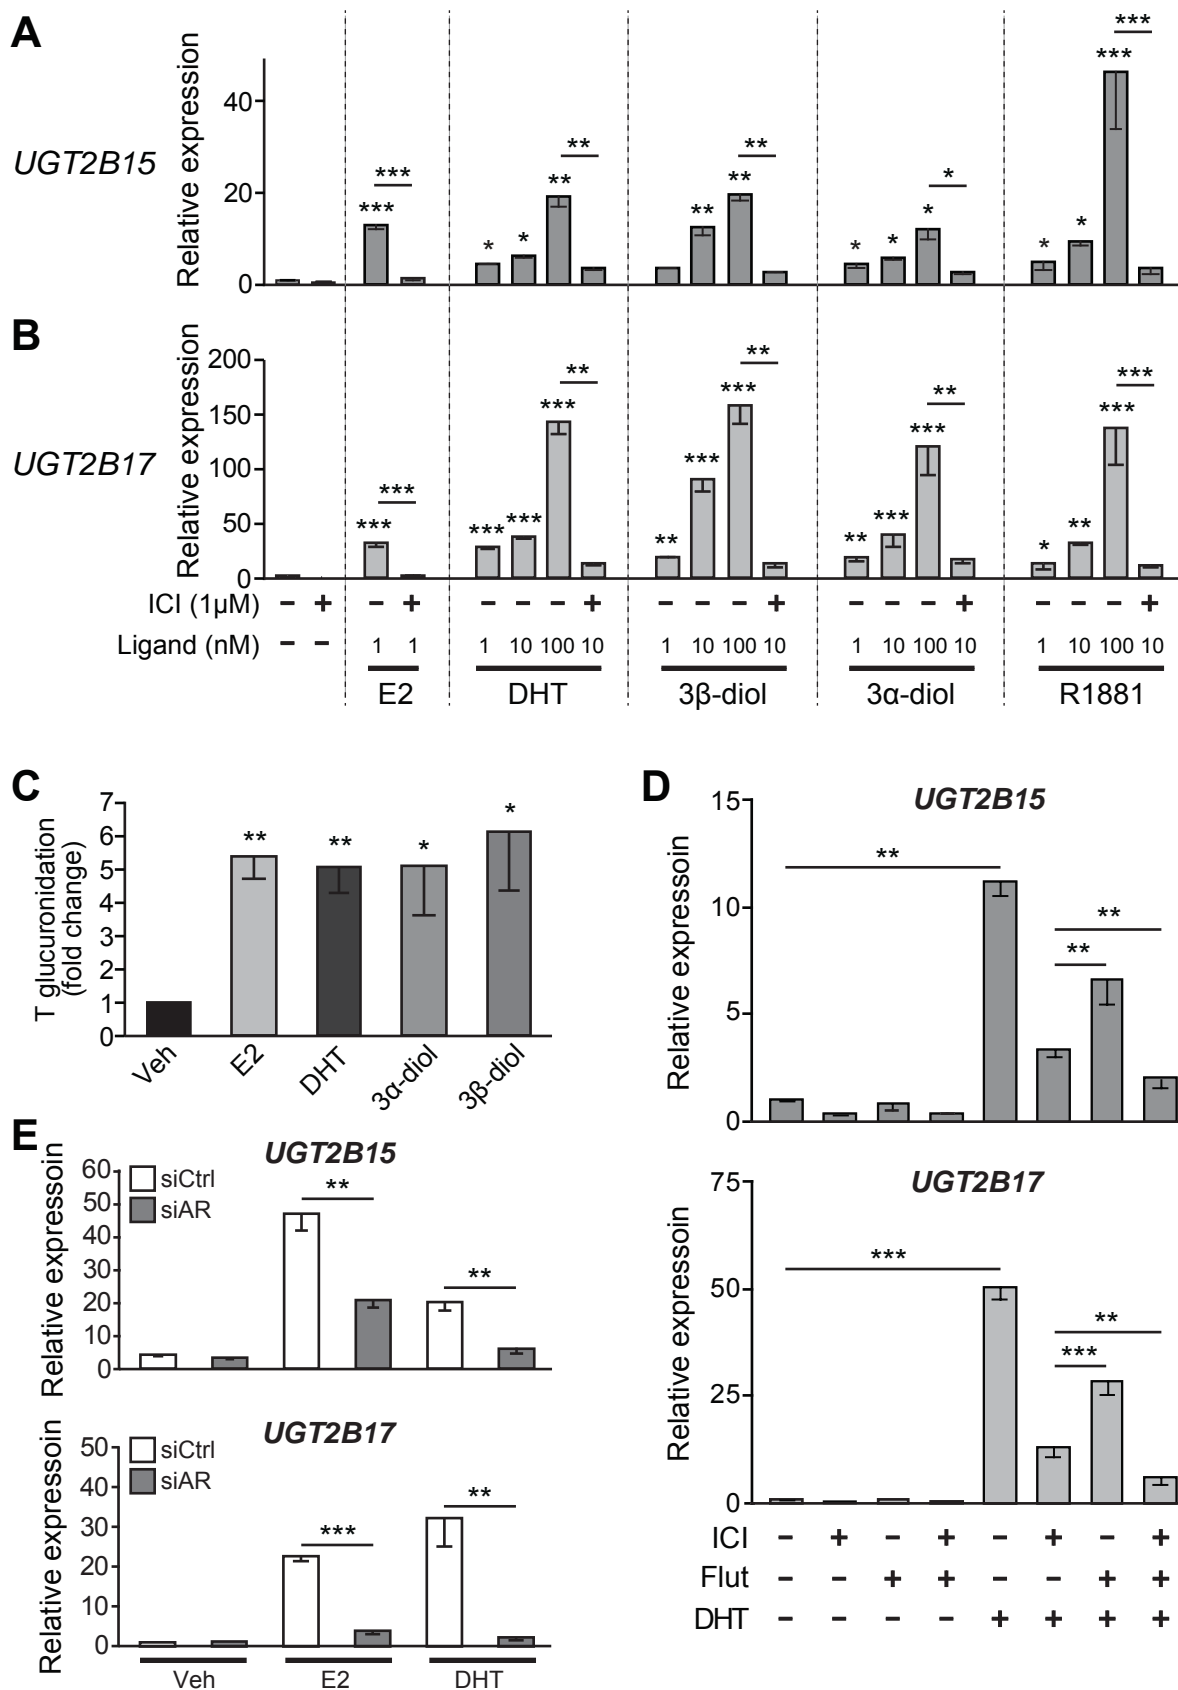 A
Relative expression
UGT2B15
40
20
0
***
***
*
*
**
**
**
**
**
*
*
*
*
*
*
***
***
B
Relative expression
UGT2B17
200
150
100
50
0
***
***
***
***
***
**
**
***
***
**
**
***
***
**
*
**
***
***
ICI (1µM)
− + − + − − − + − − − + − − − + − − − +
Ligand (nM)
− − 1 1 1 10 100 10 1 10 100 10 1 10 100 10 1 10 100 10
E2 DHT 3β-diol 3α-diol R1881
C
T glucuronidation
(fold change)
7
6
5
4
3
2
1
0
** ** * *
Veh E2 DHT 3α-diol 3β-diol
D
UGT2B15
Relative expressoin
15
10
5
0
**
**
**
UGT2B17
Relative expressoin
75
50
25
0
***
**
***
ICI − + − + − + − +
Flut − − + + − − + +
DHT − − − − + + + +
E
UGT2B15
Relative expressoin
60
50
40
30
20
10
0
siCtrl
siAR
**
**
UGT2B17
Relative expressoin
50
40
30
20
10
0
siCtrl
siAR
***
**
Veh E2 DHT